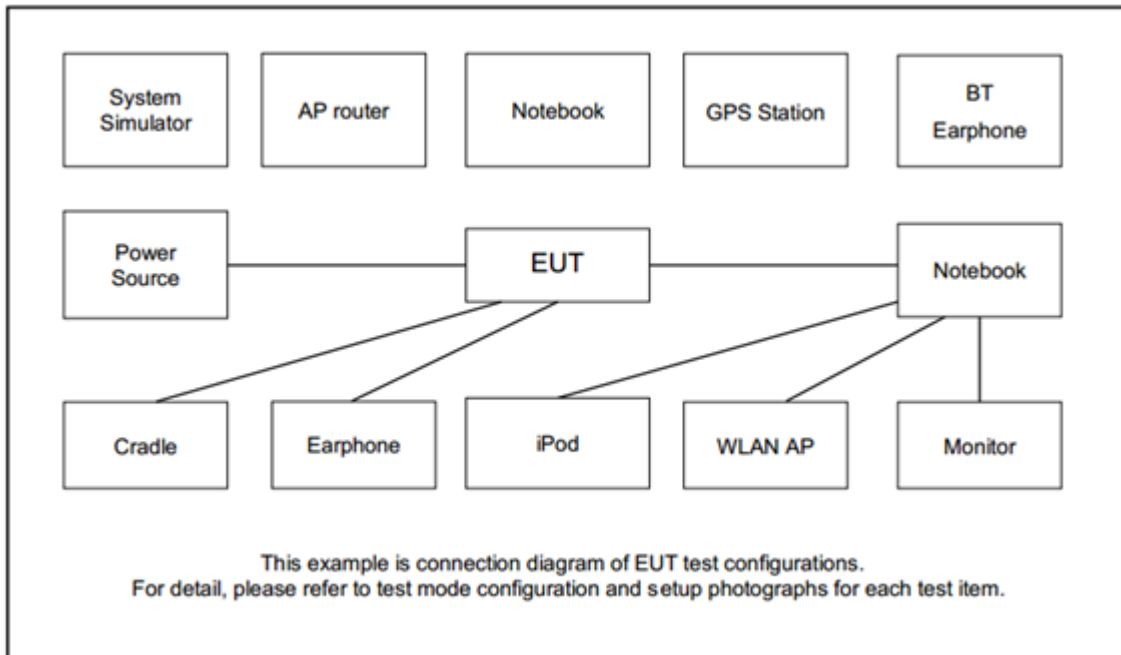 System
Simulator
AP router
Notebook
GPS Station
BT
Earphone
Power
Source
EUT
Notebook
Cradle
Earphone
iPod
WLAN AP
Monitor
This example is connection diagram of EUT test configurations.
For detail, please refer to test mode configuration and setup photographs for each test item.